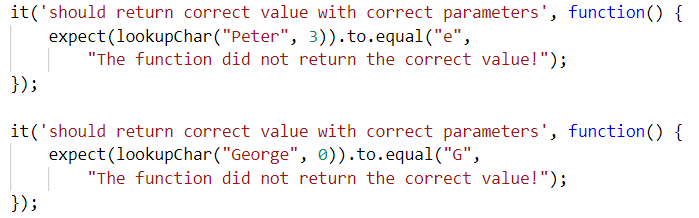 it('should return correct value with correct parameters', function() {
    expect(lookupChar("Peter", 3)).to.equal("e",
        "The function did not return the correct value!");
});

it('should return correct value with correct parameters', function() {
    expect(lookupChar("George", 0)).to.equal("G",
        "The function did not return the correct value!");
});